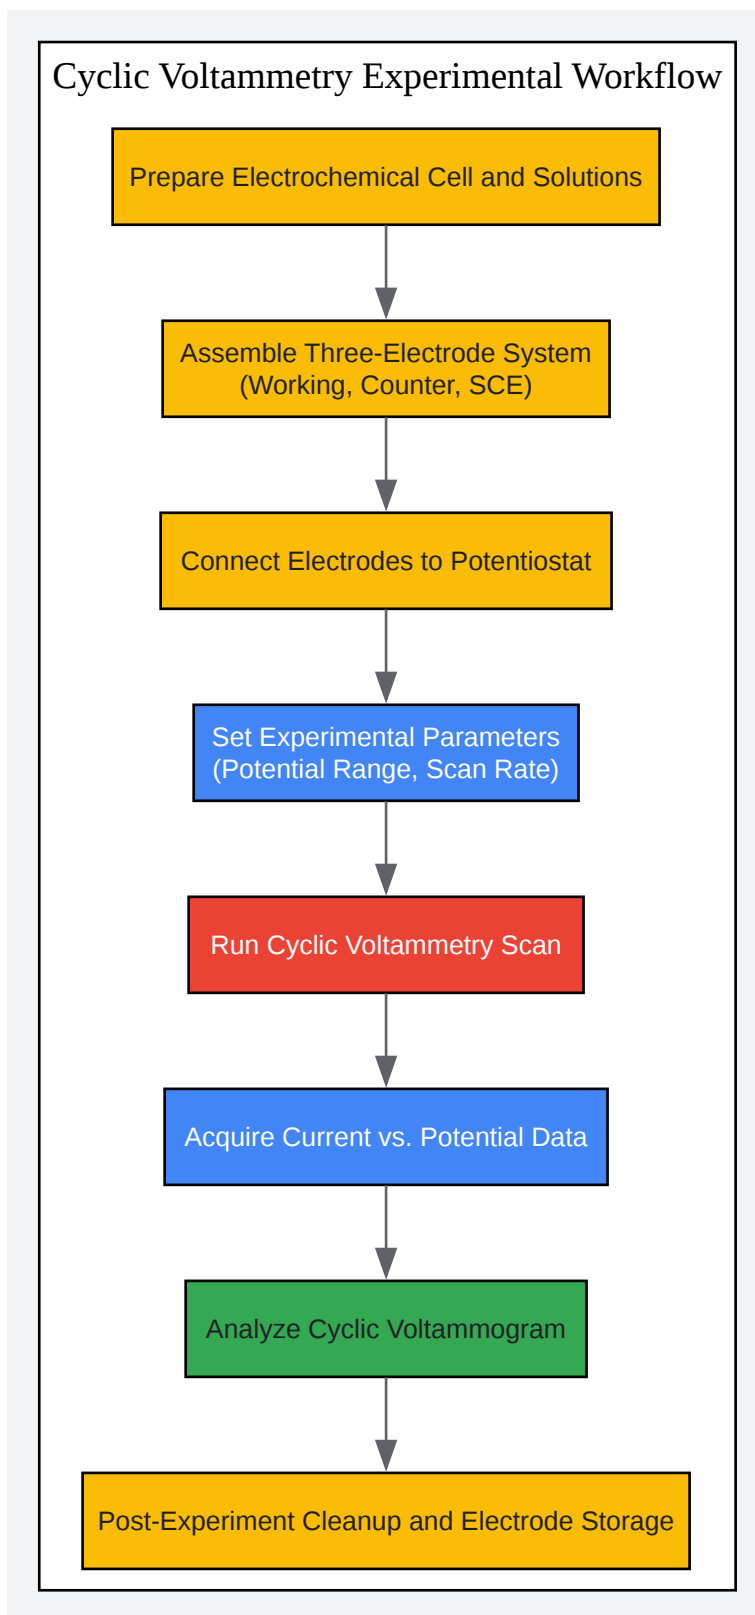 Cyclic Voltammetry Experimental Workflow
Prepare Electrochemical Cell and Solutions
Assemble Three-Electrode System
(Working, Counter, SCE)
Connect Electrodes to Potentiostat
Set Experimental Parameters
(Potential Range, Scan Rate)
Run Cyclic Voltammetry Scan
Acquire Current vs. Potential Data
Analyze Cyclic Voltammogram
Post-Experiment Cleanup and Electrode Storage